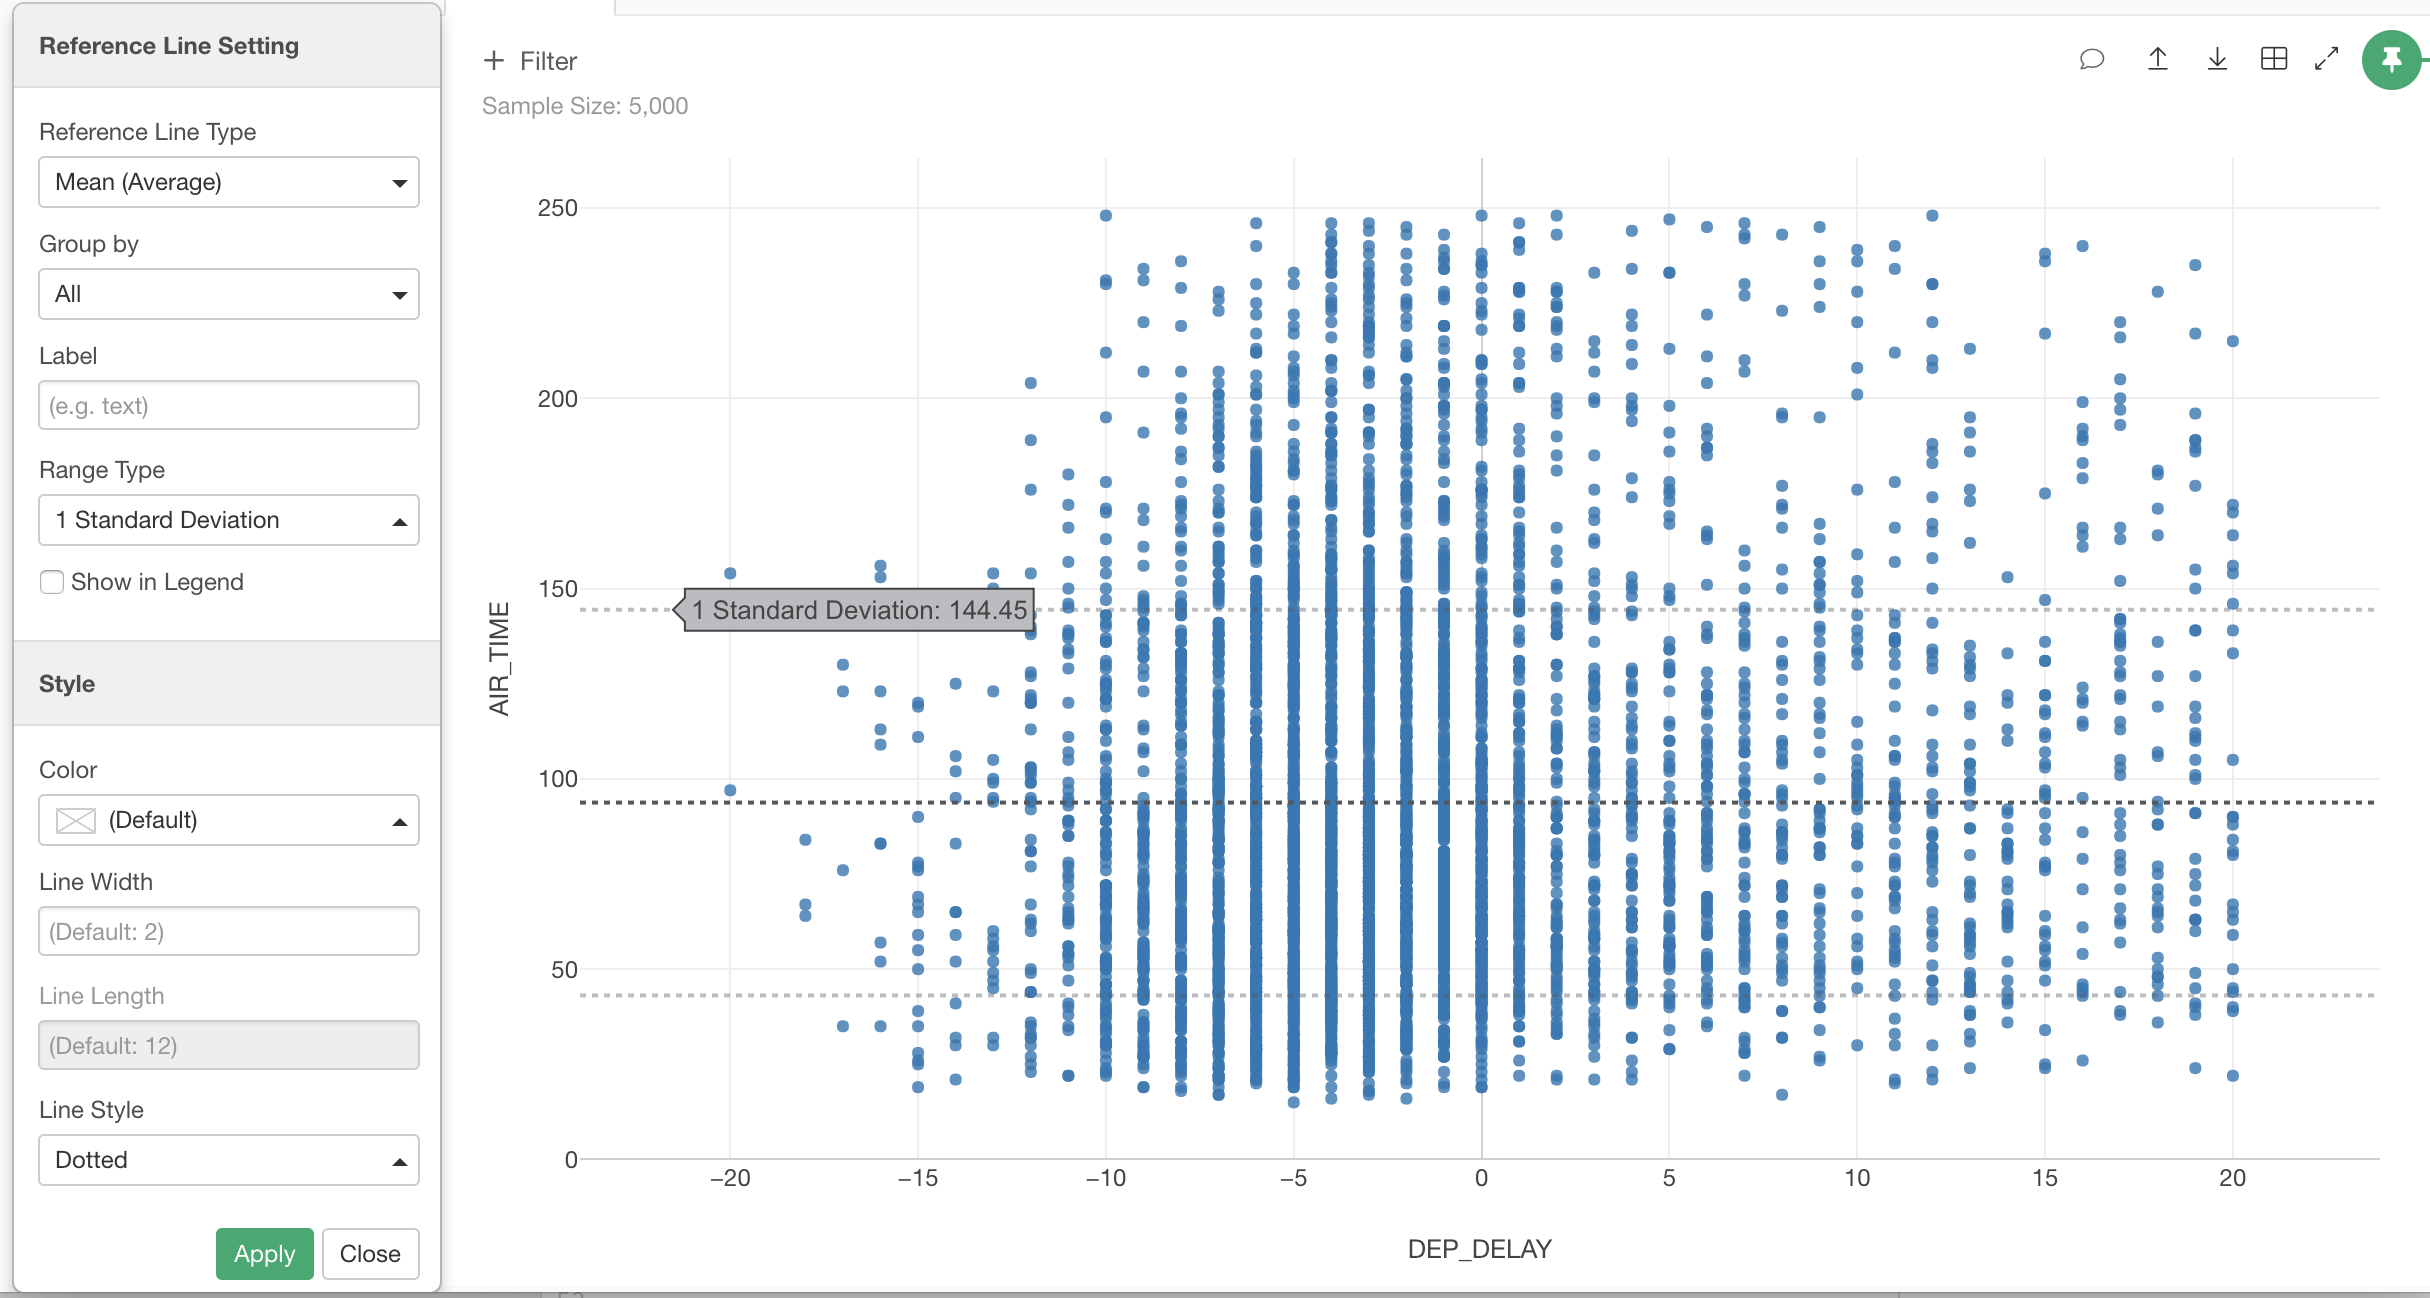 Reference Line Setting
Reference Line Type
Mean (Average)
Group by
All
Label
(e.g. text)
Range Type
1 Standard Deviation
Show in Legend
Style
Color
(Default)
Line Width
(Default: 2)
Line Length
(Default: 12)
Line Style
Dotted
Apply Close
+ Filter
Sample Size: 5,000
250
200
150
100
50
0
AIR_TIME
1 Standard Deviation: 144.45
−20 −15 −10 −5 0 5 10 15 20
DEP_DELAY